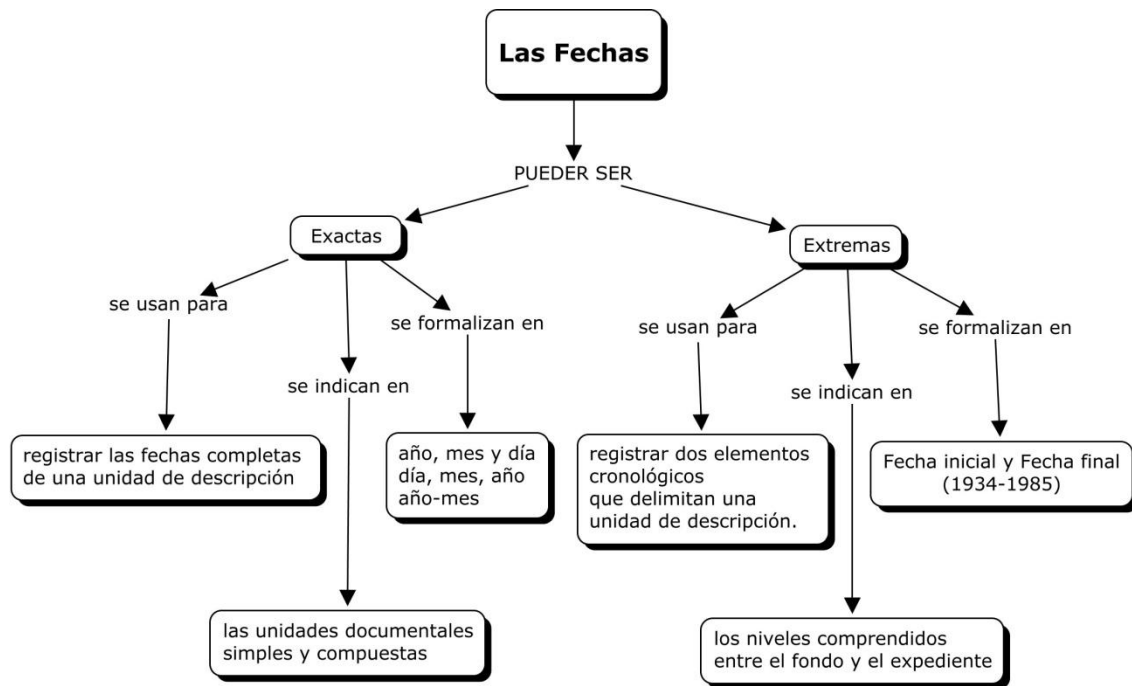 Las Fechas
PUEDER SER
Exactas
Extremas
se usan para
se formalizan en
se indican en
se usan para
se formalizan en
se indican en
registrar las fechas completas
de una unidad de descripción
año, mes y día
día, mes, año
año-mes
registrar dos elementos
cronológicos
que delimitan una
unidad de descripción.
Fecha inicial y Fecha final
(1934-1985)
las unidades documentales
simples y compuestas
los niveles comprendidos
entre el fondo y el expediente